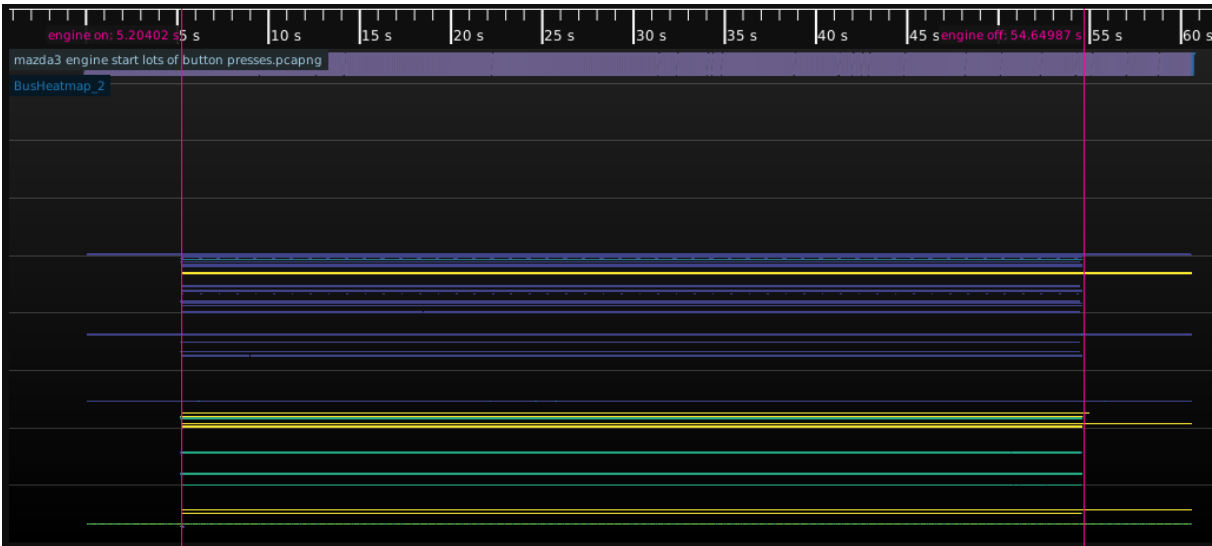 engine on: 5.20402 s 5 s 10 s 15 s 20 s 25 s 30 s 35 s 40 s 45 s engine off: 54.64987 s 55 s 60 s
mazda3 engine start lots of button presses.pcapng
BusHeatmap_2